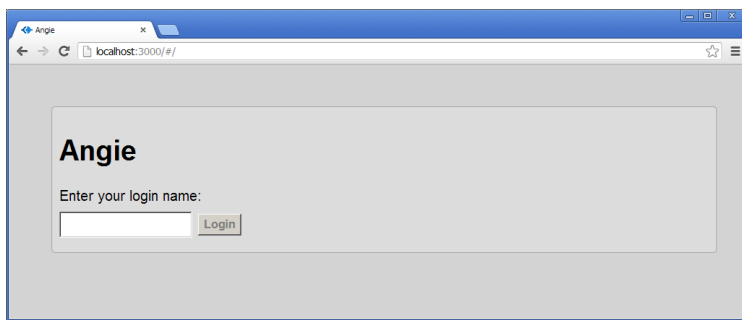 Angie
localhost:3000/#/
Angie
Enter your login name:
Login